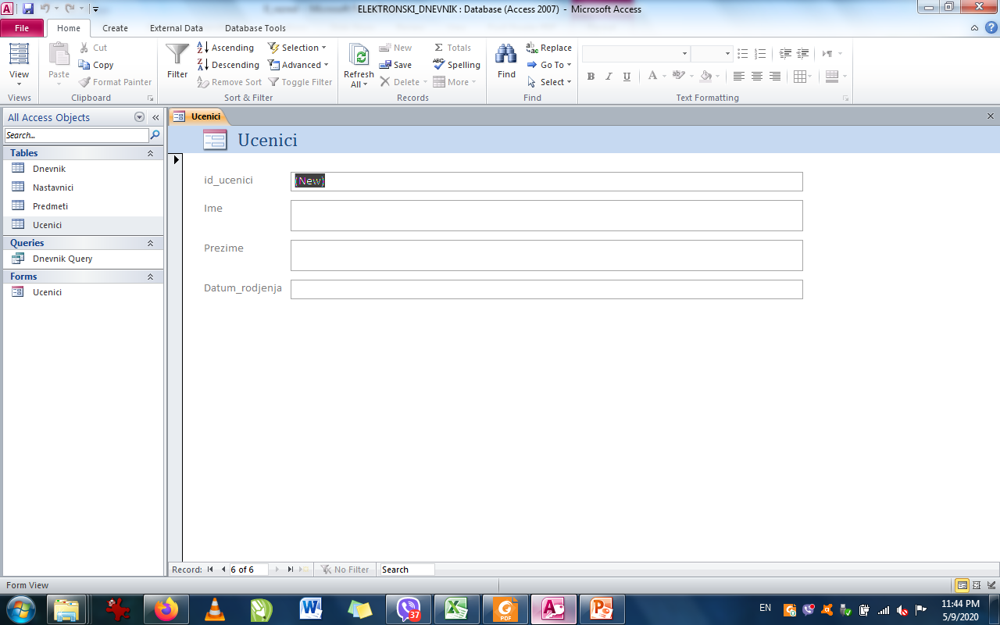 ELEKTRONSKI_DNEVNIK : Database (Access 2007) - Microsoft Access
File Home Create External Data Database Tools
View
Views
Paste
Cut
Copy
Format Painter
Clipboard
Filter
Ascending
Descending
Remove Sort
Selection
Advanced
Toggle Filter
Sort & Filter
Refresh
All
New
Save
Delete
Totals
Spelling
More
Records
Find
Replace
Go To
Select
Find
B I U A ab
Text Formatting
All Access Objects
Search...
Tables
Dnevnik
Nastavnici
Predmeti
Ucenici
Queries
Dnevnik Query
Forms
Ucenici
Ucenici
Ucenici
id_ucenici (New)
Ime
Prezime
Datum_rodjenja
Record: 6 of 6 No Filter Search
Form View
37
PDF
EN
11:44 PM
5/9/2020